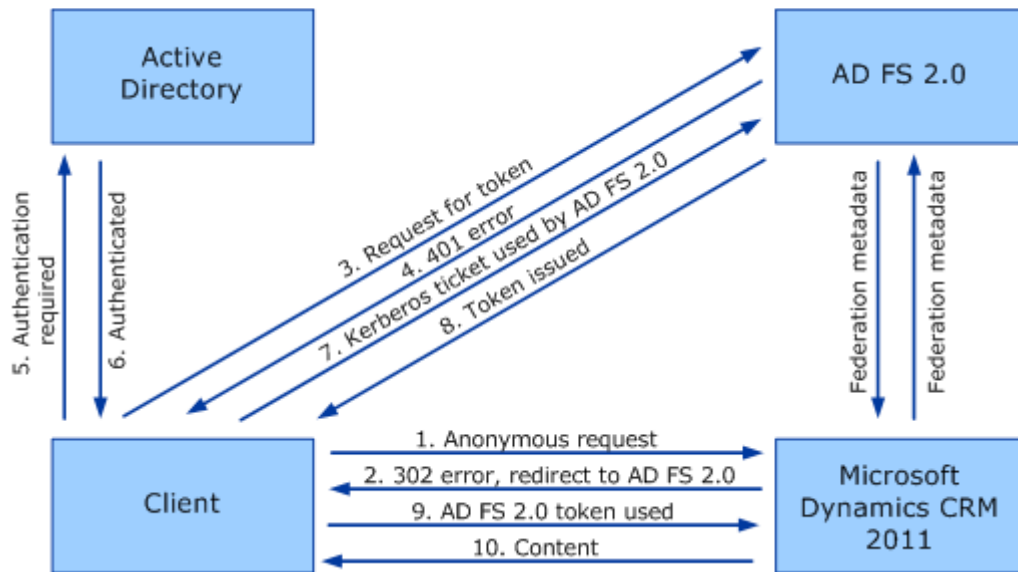 Active
Directory
AD FS 2.0
3. Request for token
4. 401 error
7. Kerberos ticket used by AD FS 2.0
8. Token issued
5. Authentication
required
6. Authenticated
Federation metadata
Federation metadata
1. Anonymous request
2. 302 error, redirect to AD FS 2.0
9. AD FS 2.0 token used
10. Content
Client
Microsoft
Dynamics CRM
2011